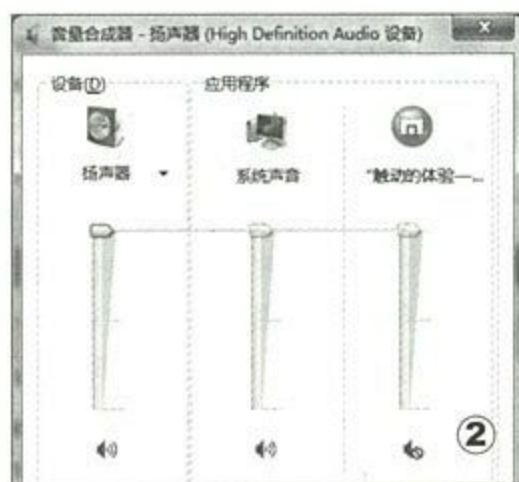 音量合成器 - 扬声器 (High Definition Audio 设备)
设备(D)
应用程序
扬声器
系统声音
“触动的体验—...
②